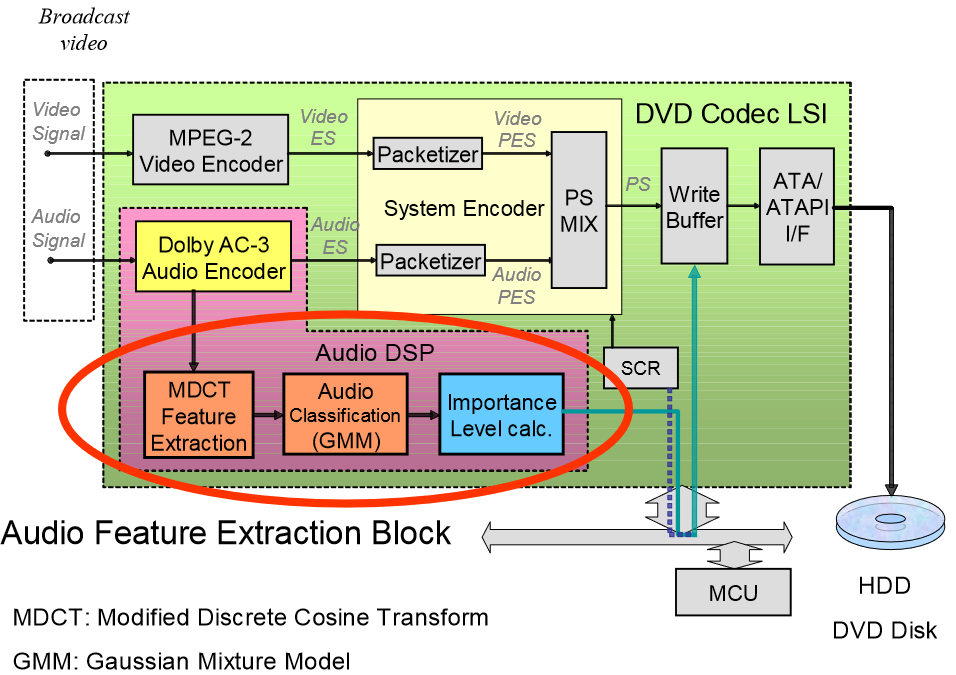 Broadcast
video
Video
Signal
Audio
Signal
MPEG-2
Video Encoder
Video
ES
Dolby AC-3
Audio Encoder
Audio
ES
Packetizer
Video
PES
System Encoder
Packetizer
Audio
PES
PS
MIX
PS
DVD Codec LSI
Write
Buffer
ATA/
ATAPI
I/F
Audio DSP
MDCT
Feature
Extraction
Audio
Classification
(GMM)
Importance
Level calc.
SCR
MCU
HDD
DVD Disk
Audio Feature Extraction Block
MDCT: Modified Discrete Cosine Transform
GMM: Gaussian Mixture Model